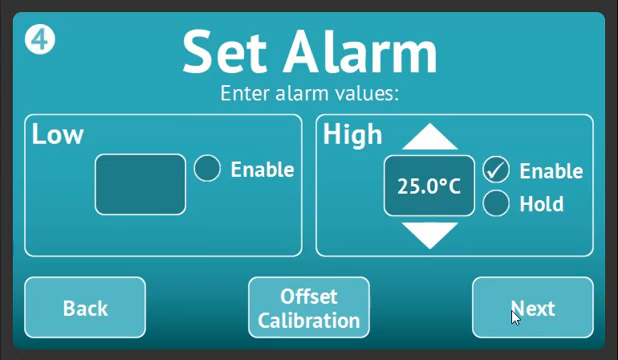 4
Set Alarm
Enter alarm values:
Low
Enable
High
25.0°C
Enable
Hold
Back
Offset
Calibration
Next